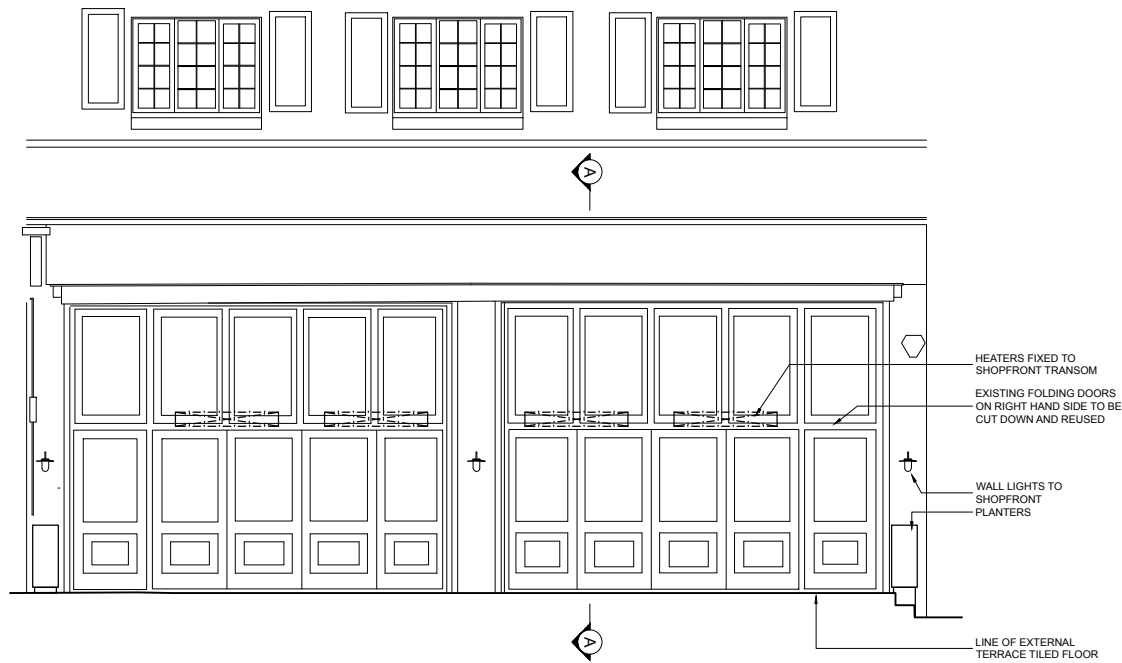 A
HEATERS FIXED TO
SHOPFRONT TRANSOM
EXISTING FOLDING DOORS
ON RIGHT HAND SIDE TO BE
CUT DOWN AND REUSED
WALL LIGHTS TO
SHOPFRONT
PLANTERS
A
LINE OF EXTERNAL
TERRACE TILED FLOOR